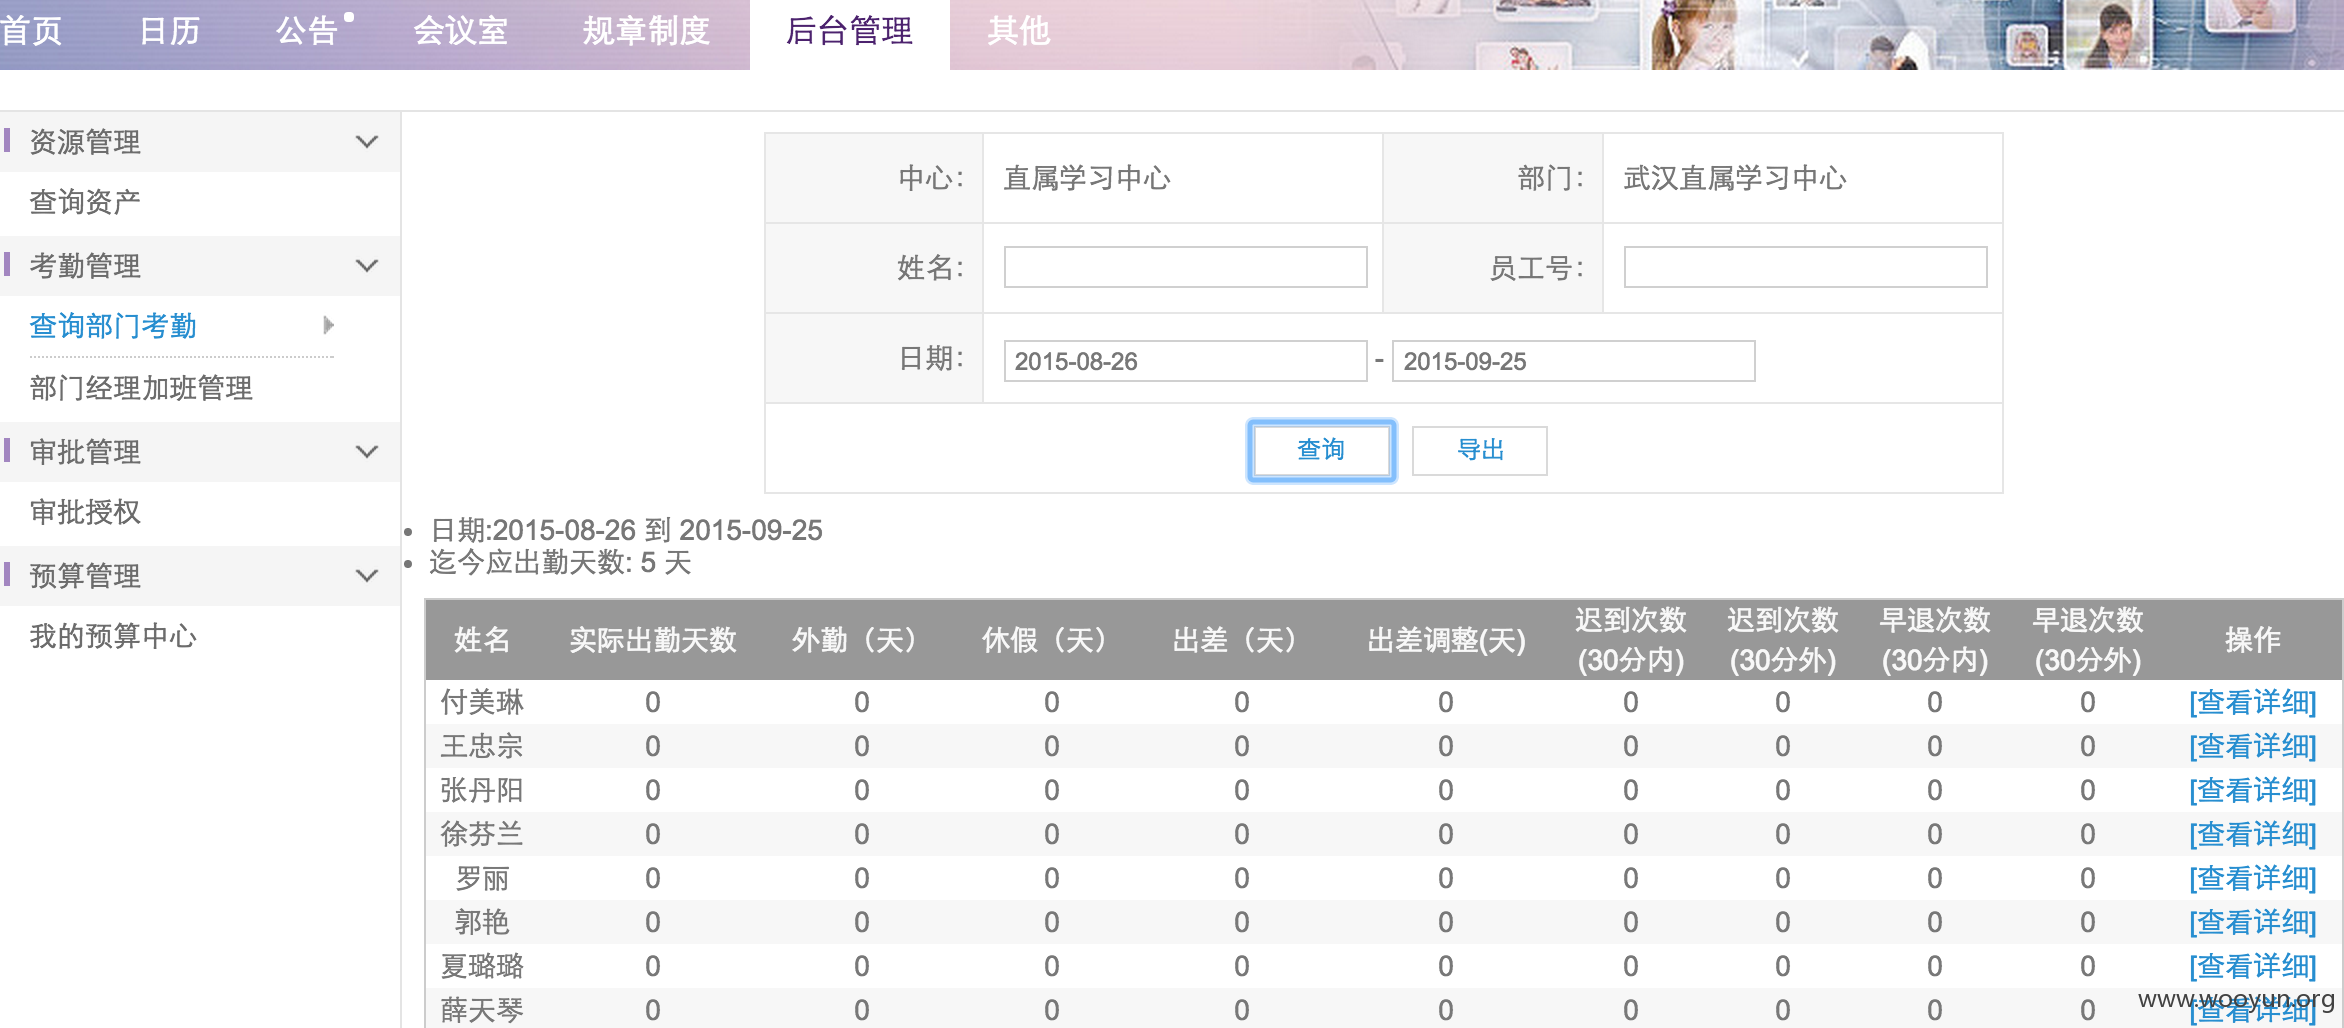 首页 日历 公告 会议室 规章制度 后台管理 其他
资源管理
查询资产
考勤管理
查询部门考勤
部门经理加班管理
审批管理
审批授权
预算管理
我的预算中心
中心: 直属学习中心 部门: 武汉直属学习中心
姓名: 员工号:
日期: 2015-08-26 - 2015-09-25
查询 导出
日期:2015-08-26 到 2015-09-25
迄今应出勤天数: 5 天
姓名 实际出勤天数 外勤（天） 休假（天） 出差（天） 出差调整(天) 迟到次数(30分内) 迟到次数(30分外) 早退次数(30分内) 早退次数(30分外) 操作
付美琳 0 0 0 0 0 0 0 0 0 [查看详细]
王忠宗 0 0 0 0 0 0 0 0 0 [查看详细]
张丹阳 0 0 0 0 0 0 0 0 0 [查看详细]
徐芬兰 0 0 0 0 0 0 0 0 0 [查看详细]
罗丽 0 0 0 0 0 0 0 0 0 [查看详细]
郭艳 0 0 0 0 0 0 0 0 0 [查看详细]
夏璐璐 0 0 0 0 0 0 0 0 0 [查看详细]
薛天琴 0 0 0 0 0 0 0 0 0 [查看详细]
www.wooyun.org